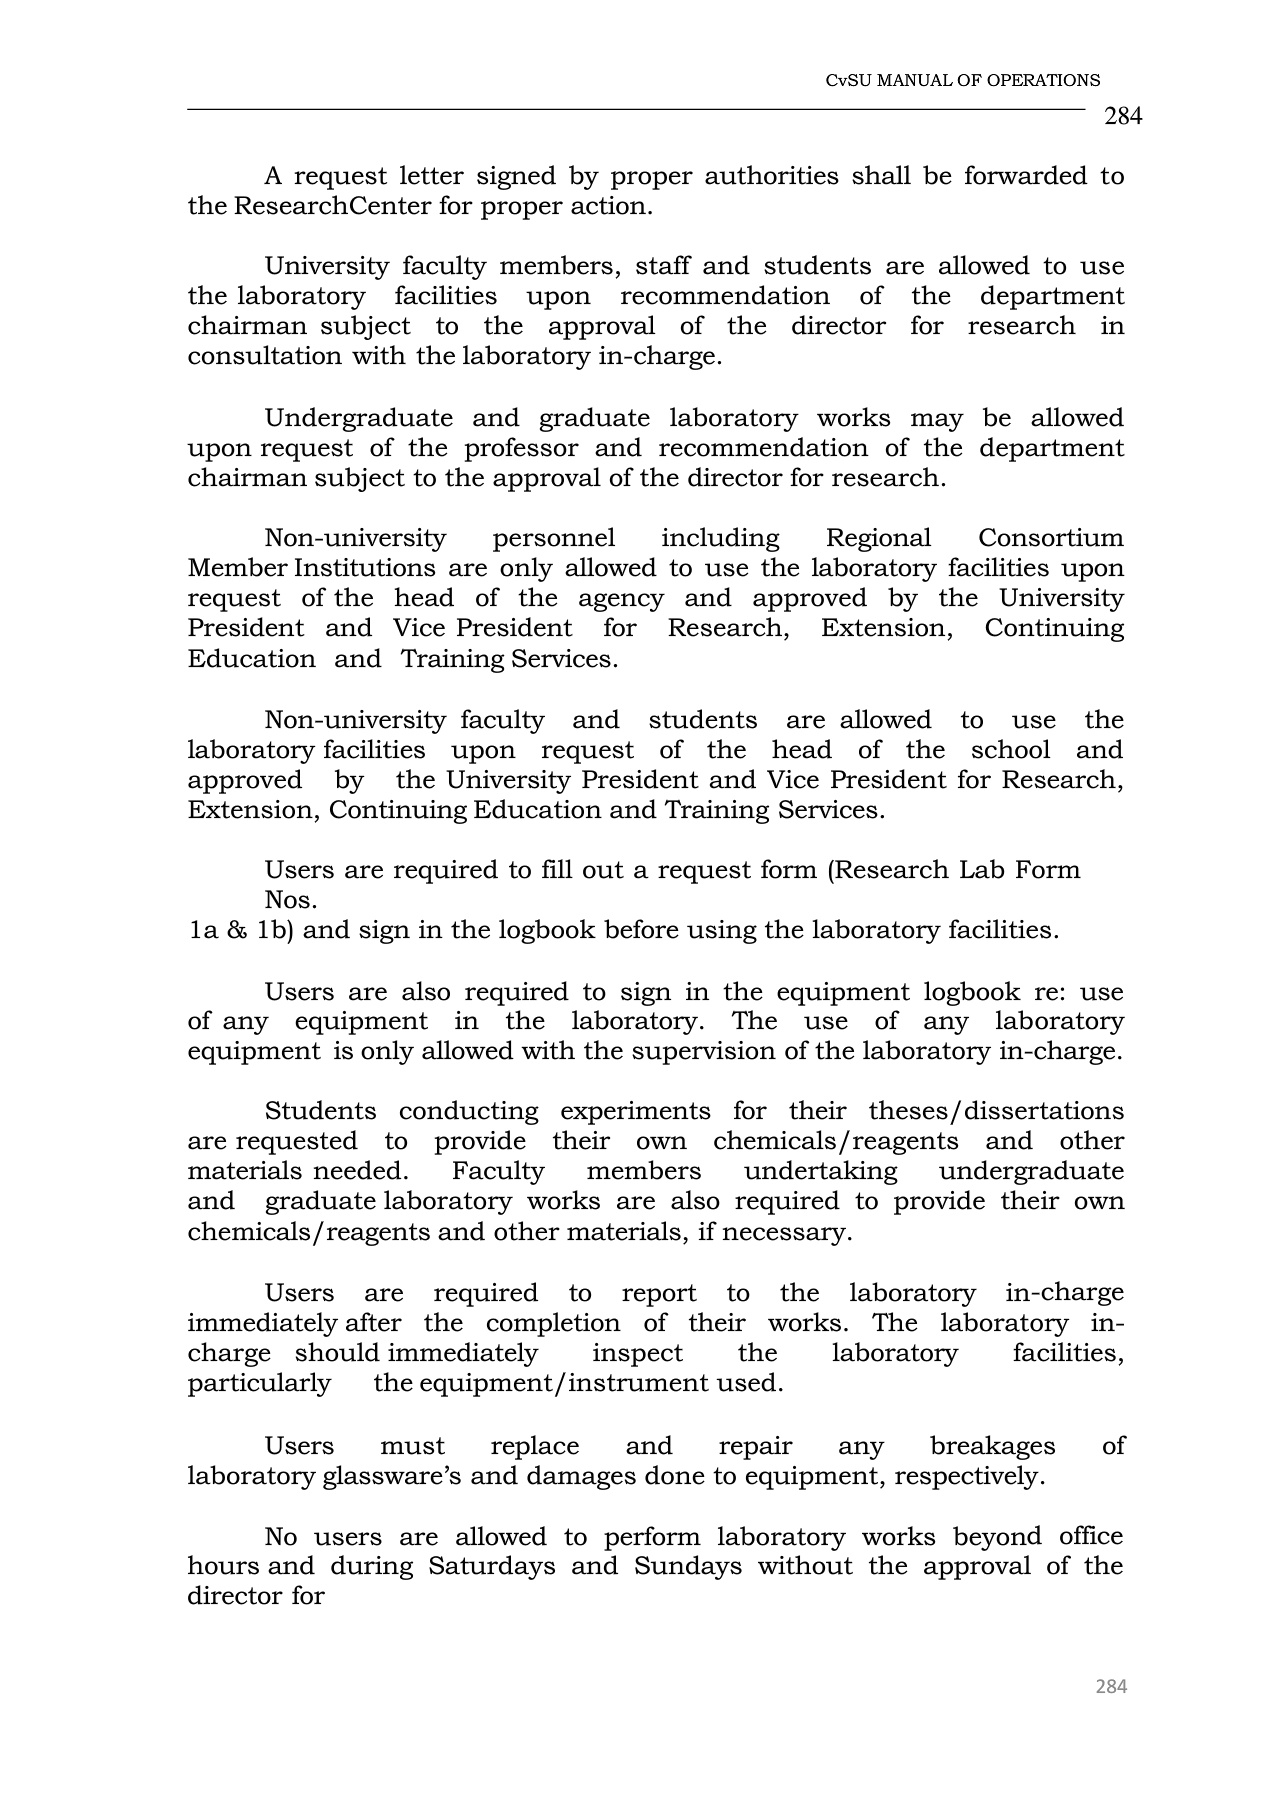 CvSU MANUAL OF OPERATIONS
284
A request letter signed by proper authorities shall be forwarded to
the ResearchCenter for proper action.
University faculty members, staff and students are allowed to use
the laboratory facilities upon recommendation of the department
chairman subject to the approval of the director for research in
consultation with the laboratory in-charge.
Undergraduate and graduate laboratory works may be allowed
upon request of the professor and recommendation of the department
chairman subject to the approval of the director for research.
Non-university personnel including Regional Consortium
Member Institutions are only allowed to use the laboratory facilities upon
request of the head of the agency and approved by the University
President and Vice President for Research, Extension, Continuing
Education and Training Services.
Non-university faculty and students are allowed to use the
laboratory facilities upon request of the head of the school and
approved by the University President and Vice President for Research,
Extension, Continuing Education and Training Services.
Users are required to fill out a request form (Research Lab Form
Nos.
1a & 1b) and sign in the logbook before using the laboratory facilities.
Users are also required to sign in the equipment logbook re: use
of any equipment in the laboratory. The use of any laboratory
equipment is only allowed with the supervision of the laboratory in-charge.
Students conducting experiments for their theses/dissertations
are requested to provide their own chemicals/reagents and other
materials needed. Faculty members undertaking undergraduate
and graduate laboratory works are also required to provide their own
chemicals/reagents and other materials, if necessary.
Users are required to report to the laboratory in-charge
immediately after the completion of their works. The laboratory in-
charge should immediately inspect the laboratory facilities,
particularly the equipment/instrument used.
Users must replace and repair any breakages of
laboratory glassware’s and damages done to equipment, respectively.
No users are allowed to perform laboratory works beyond office
hours and during Saturdays and Sundays without the approval of the
director for
284